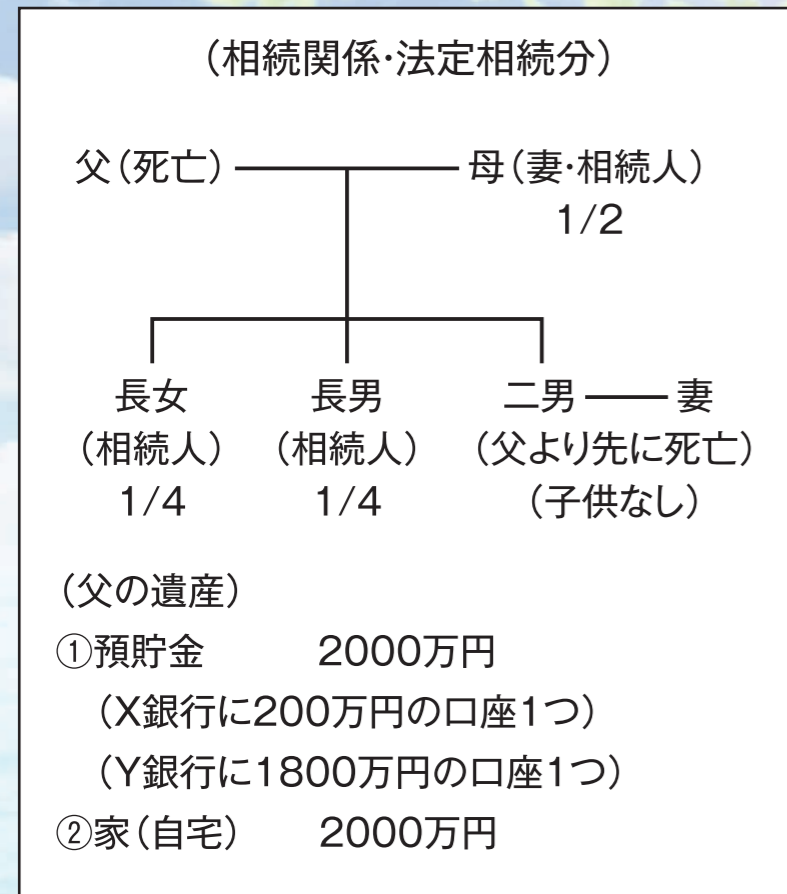 (相続関係・法定相続分)
父(死亡) 母(妻・相続人)
1/2
長女 長男 二男 妻
(相続人) (相続人) (父より先に死亡)
1/4 1/4 (子供なし)
(父の遺産)
①預貯金 2000万円
(X銀行に200万円の口座1つ)
(Y銀行に1800万円の口座1つ)
②家(自宅) 2000万円